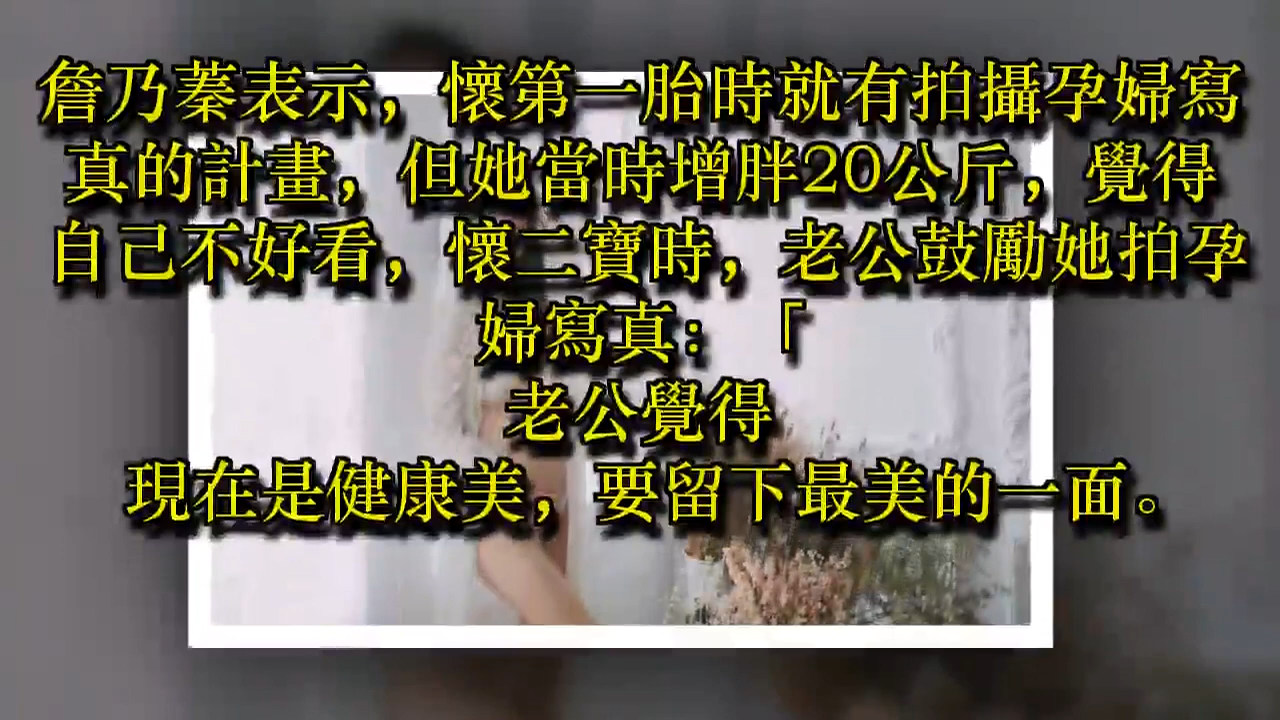 詹乃蓁表示，懷第一胎時就有拍攝孕婦寫
真的計畫，但她當時增胖20公斤，覺得
自己不好看，懷二寶時，老公鼓勵她拍孕
婦寫真：「
老公覺得
現在是健康美，要留下最美的一面。